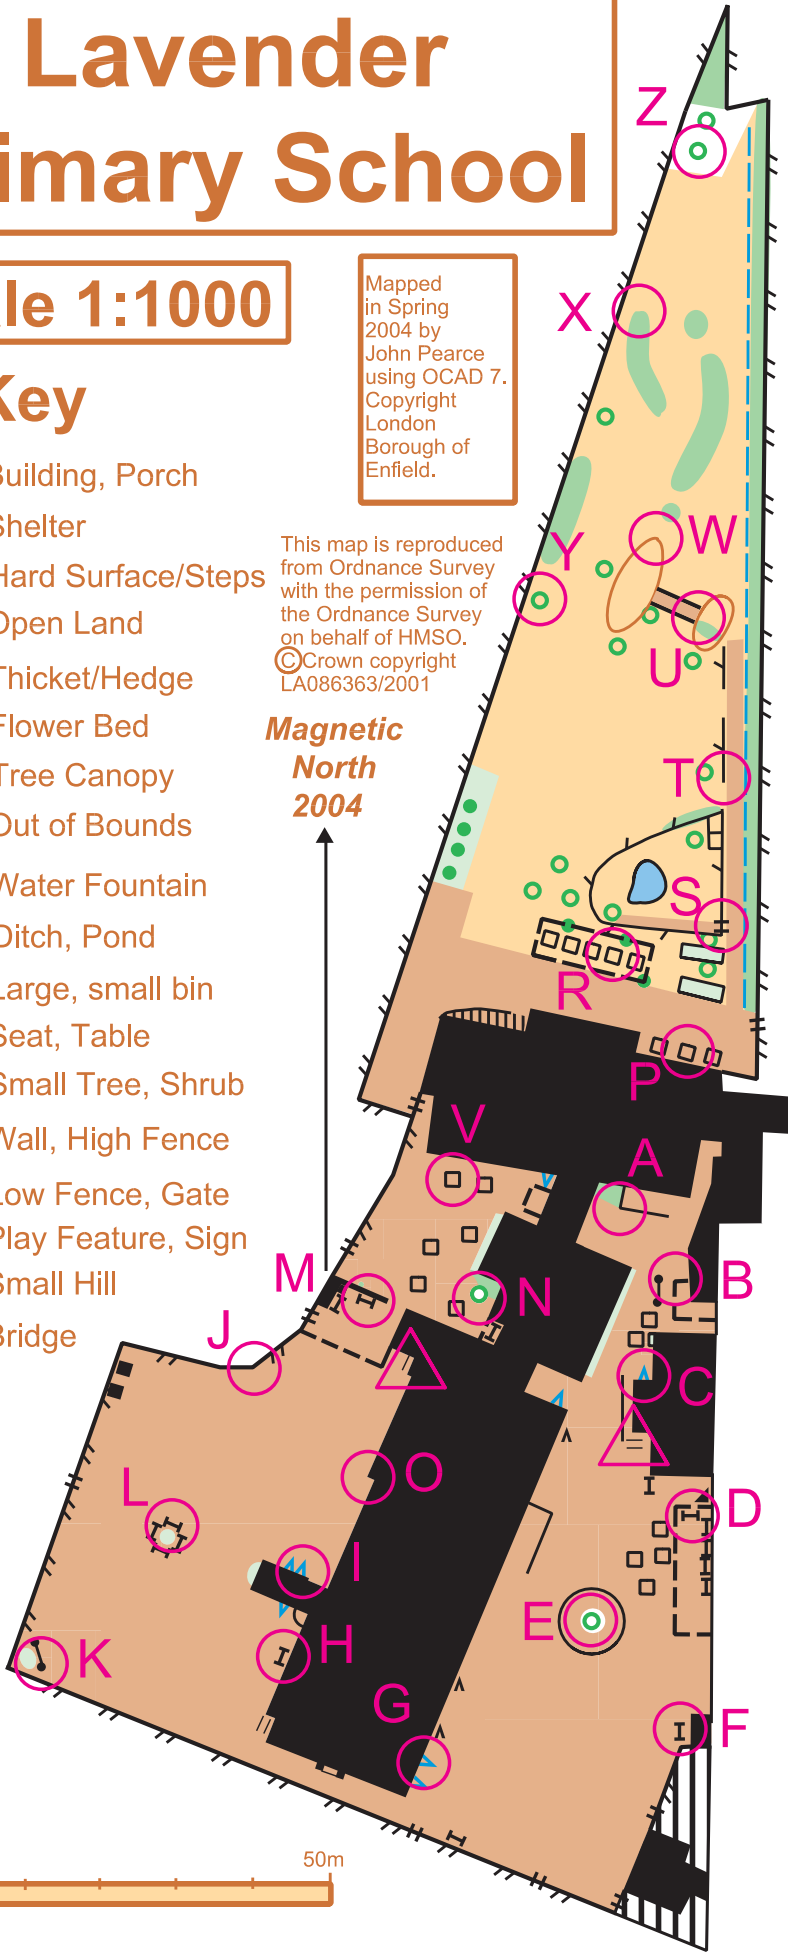 Lavender
imary School
le 1:1000
Mapped
in Spring
2004 by
John Pearce
using OCAD 7.
Copyright
London
Borough of
Enfield.
Key
Building, Porch
Shelter
Hard Surface/Steps
Open Land
Thicket/Hedge
Flower Bed
Tree Canopy
Out of Bounds
Water Fountain
Ditch, Pond
Large, small bin
Seat, Table
Small Tree, Shrub
Wall, High Fence
Low Fence, Gate
Play Feature, Sign
Small Hill
Bridge
This map is reproduced
from Ordnance Survey
with the permission of
the Ordnance Survey
on behalf of HMSO.
©Crown copyright
LA086363/2001
Magnetic
North
2004
Z
X
W
Y
U
T
S
R
P
V
A
B
M
N
J
C
O
L
D
I
E
H
K
G
F
50m